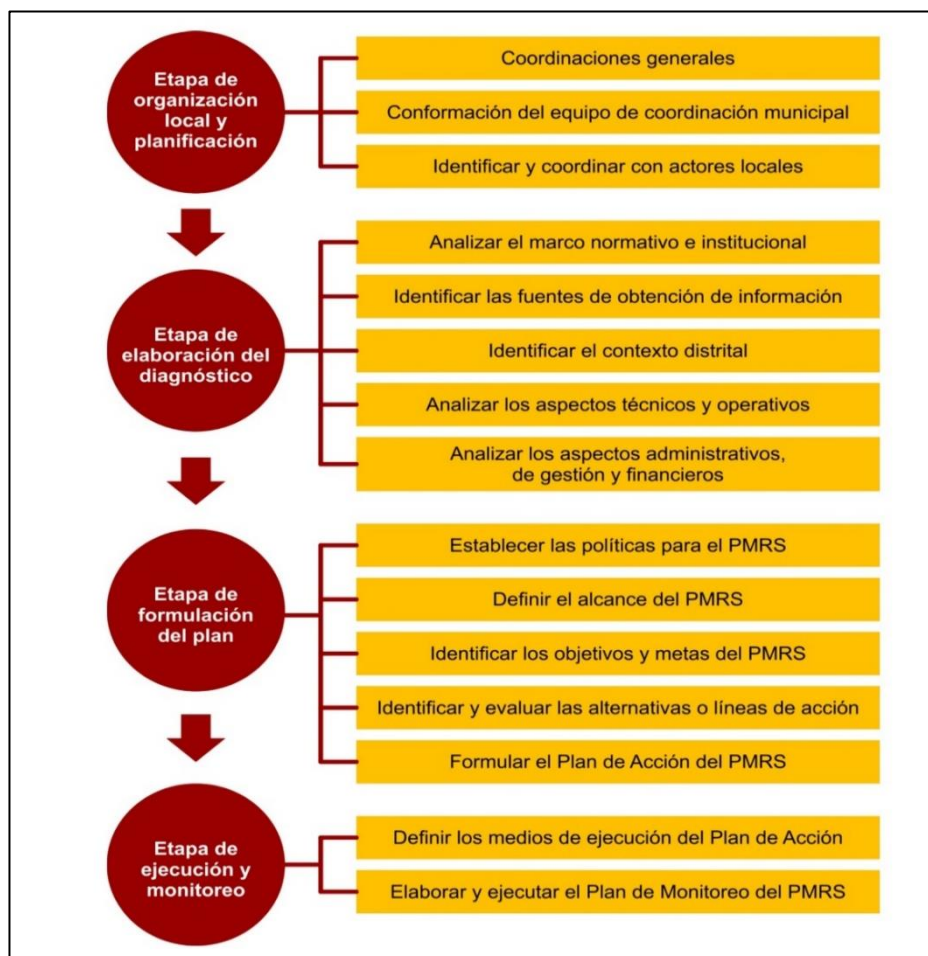 Etapa de
organización
local y
planificación
Coordinaciones generales
Conformación del equipo de coordinación municipal
Identificar y coordinar con actores locales
Etapa de
elaboración del
diagnóstico
Analizar el marco normativo e institucional
Identificar las fuentes de obtención de información
Identificar el contexto distrital
Analizar los aspectos técnicos y operativos
Analizar los aspectos administrativos,
de gestión y financieros
Etapa de
formulación
del plan
Establecer las políticas para el PMRS
Definir el alcance del PMRS
Identificar los objetivos y metas del PMRS
Identificar y evaluar las alternativas o líneas de acción
Formular el Plan de Acción del PMRS
Etapa de
ejecución y
monitoreo
Definir los medios de ejecución del Plan de Acción
Elaborar y ejecutar el Plan de Monitoreo del PMRS